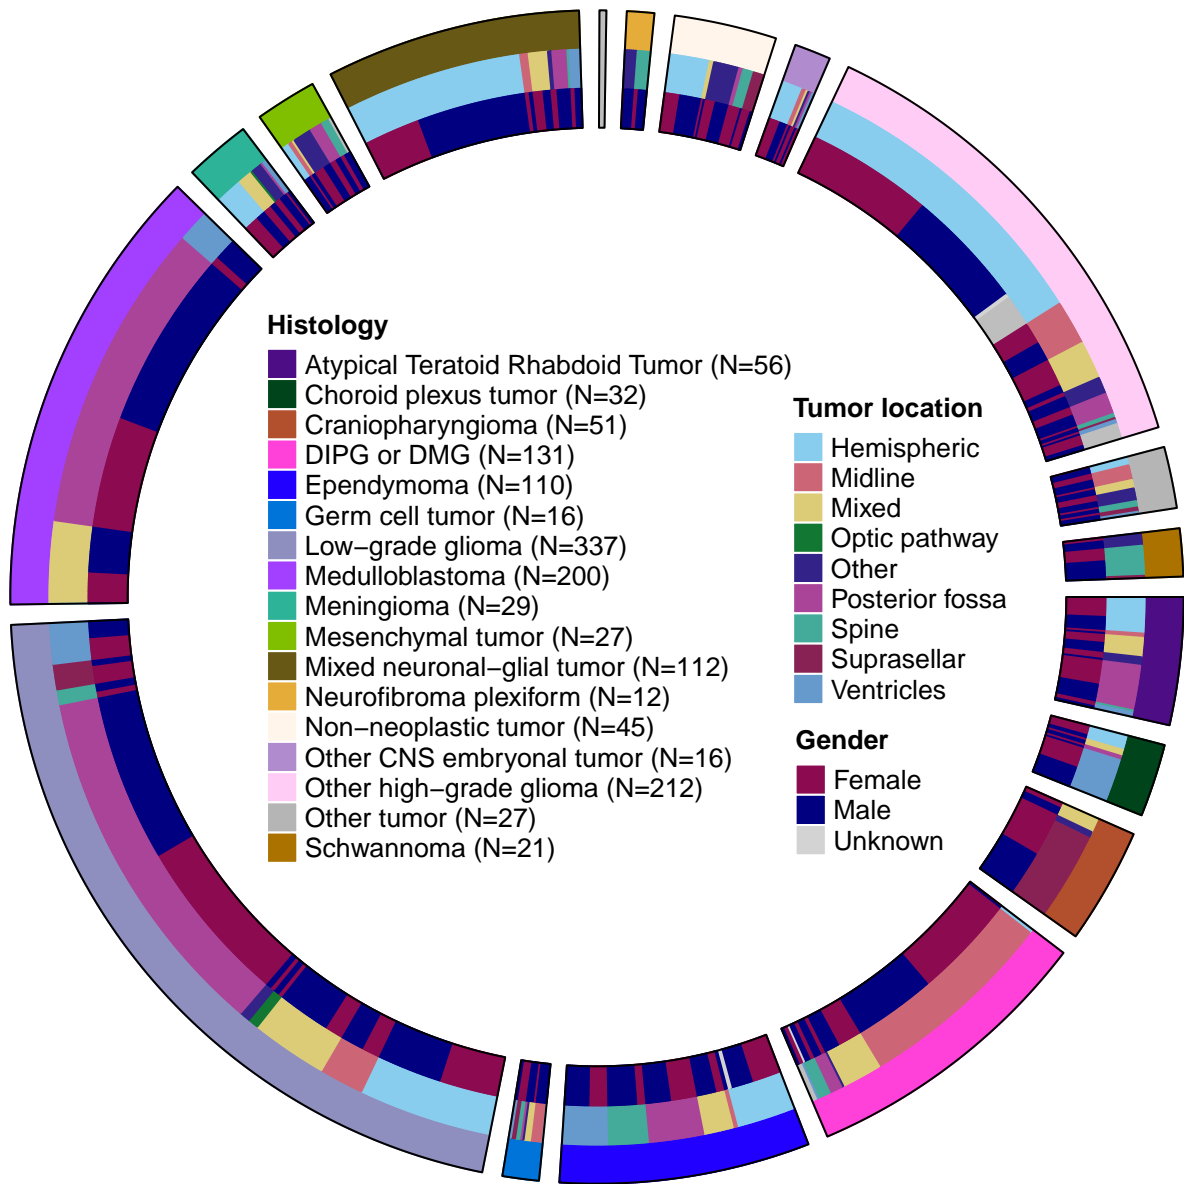 Histology
Atypical Teratoid Rhabdoid Tumor (N=56)
Choroid plexus tumor (N=32)
Craniopharyngioma (N=51)
DIPG or DMG (N=131)
Ependymoma (N=110)
Germ cell tumor (N=16)
Low−grade glioma (N=337)
Medulloblastoma (N=200)
Meningioma (N=29)
Mesenchymal tumor (N=27)
Mixed neuronal−glial tumor (N=112)
Neurofibroma plexiform (N=12)
Non−neoplastic tumor (N=45)
Other CNS embryonal tumor (N=16)
Other high−grade glioma (N=212)
Other tumor (N=27)
Schwannoma (N=21)
Tumor location
Hemispheric
Midline
Mixed
Optic pathway
Other
Posterior fossa
Spine
Suprasellar
Ventricles
Gender
Female
Male
Unknown